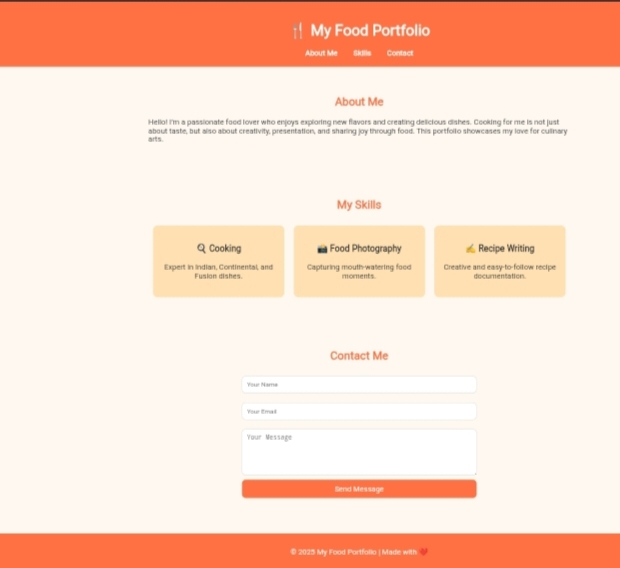 🍴 My Food Portfolio
About Me Skills Contact
About Me
Hello! I'm a passionate food lover who enjoys exploring new flavors and creating delicious dishes. Cooking for me is not just
about taste, but also about creativity, presentation, and sharing joy through food. This portfolio showcases my love for culinary
arts.
My Skills
🍳 Cooking
Expert in Indian, Continental, and
Fusion dishes.
📸 Food Photography
Capturing mouth-watering food
moments.
✍️ Recipe Writing
Creative and easy-to-follow recipe
documentation.
Contact Me
Your Name
Your Email
Your Message
Send Message
© 2025 My Food Portfolio | Made with ❤️